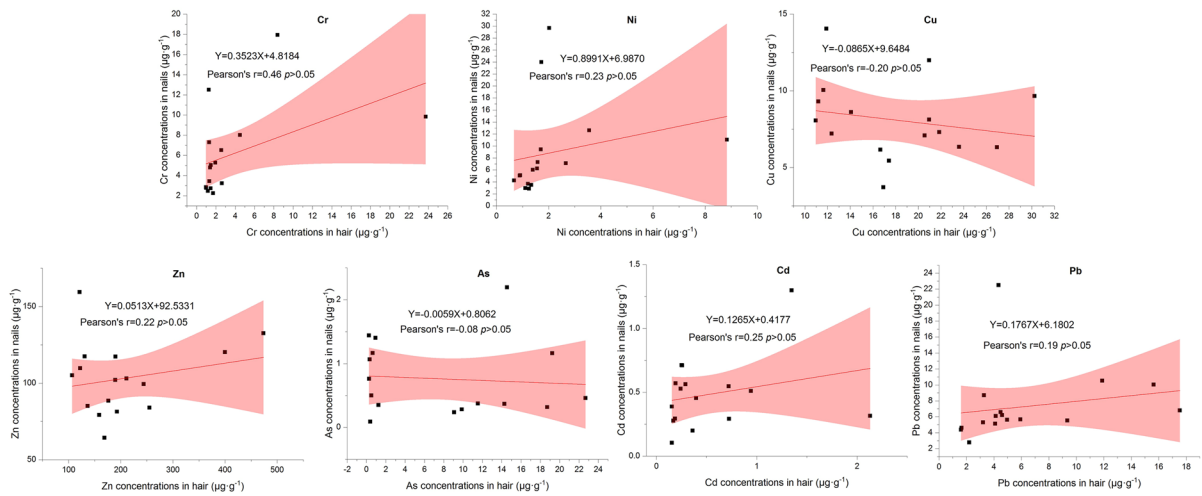 Cr
Y=0.3523X+4.8184
Pearson's r=0.46 p>0.05
Cr concentrations in nails (µg·g⁻¹)
20
18
16
14
12
10
8
6
4
2
0 2 4 6 8 10 12 14 16 18 20 22 24 26
Cr concentrations in hair (µg·g⁻¹)
Ni
Y=0.8991X+6.9870
Pearson's r=0.23 p>0.05
Ni concentrations in nails (µg·g⁻¹)
32
30
28
26
24
22
20
18
16
14
12
10
8
6
4
2
0
0 2 4 6 8 10
Ni concentrations in hair (µg·g⁻¹)
Cu
Y=-0.0865X+9.6484
Pearson's r=-0.20 p>0.05
Cu concentrations in nails (µg·g⁻¹)
15
10
5
10 12 14 16 18 20 22 24 26 28 30 32
Cu concentrations in hair (µg·g⁻¹)
Zn
Y=0.0513X+92.5331
Pearson's r=0.22 p>0.05
Zn concentrations in nails (µg·g⁻¹)
150
100
50
100 200 300 400 500
Zn concentrations in hair (µg·g⁻¹)
As
Y=-0.0059X+0.8062
Pearson's r=-0.08 p>0.05
As concentrations in nails (µg·g⁻¹)
2
1
0
-2 0 2 4 6 8 10 12 14 16 18 20 22 24
As concentrations in hair (µg·g⁻¹)
Cd
Y=0.1265X+0.4177
Pearson's r=0.25 p>0.05
Cd concentrations in nails (µg·g⁻¹)
1.5
1.0
0.5
0.0
0 1 2
Cd concentrations in hair (µg·g⁻¹)
Pb
Y=0.1767X+6.1802
Pearson's r=0.19 p>0.05
Pb concentrations in nails (µg·g⁻¹)
24
22
20
18
16
14
12
10
8
6
4
2
0
0 2 4 6 8 10 12 14 16 18
Pb concentrations in hair (µg·g⁻¹)